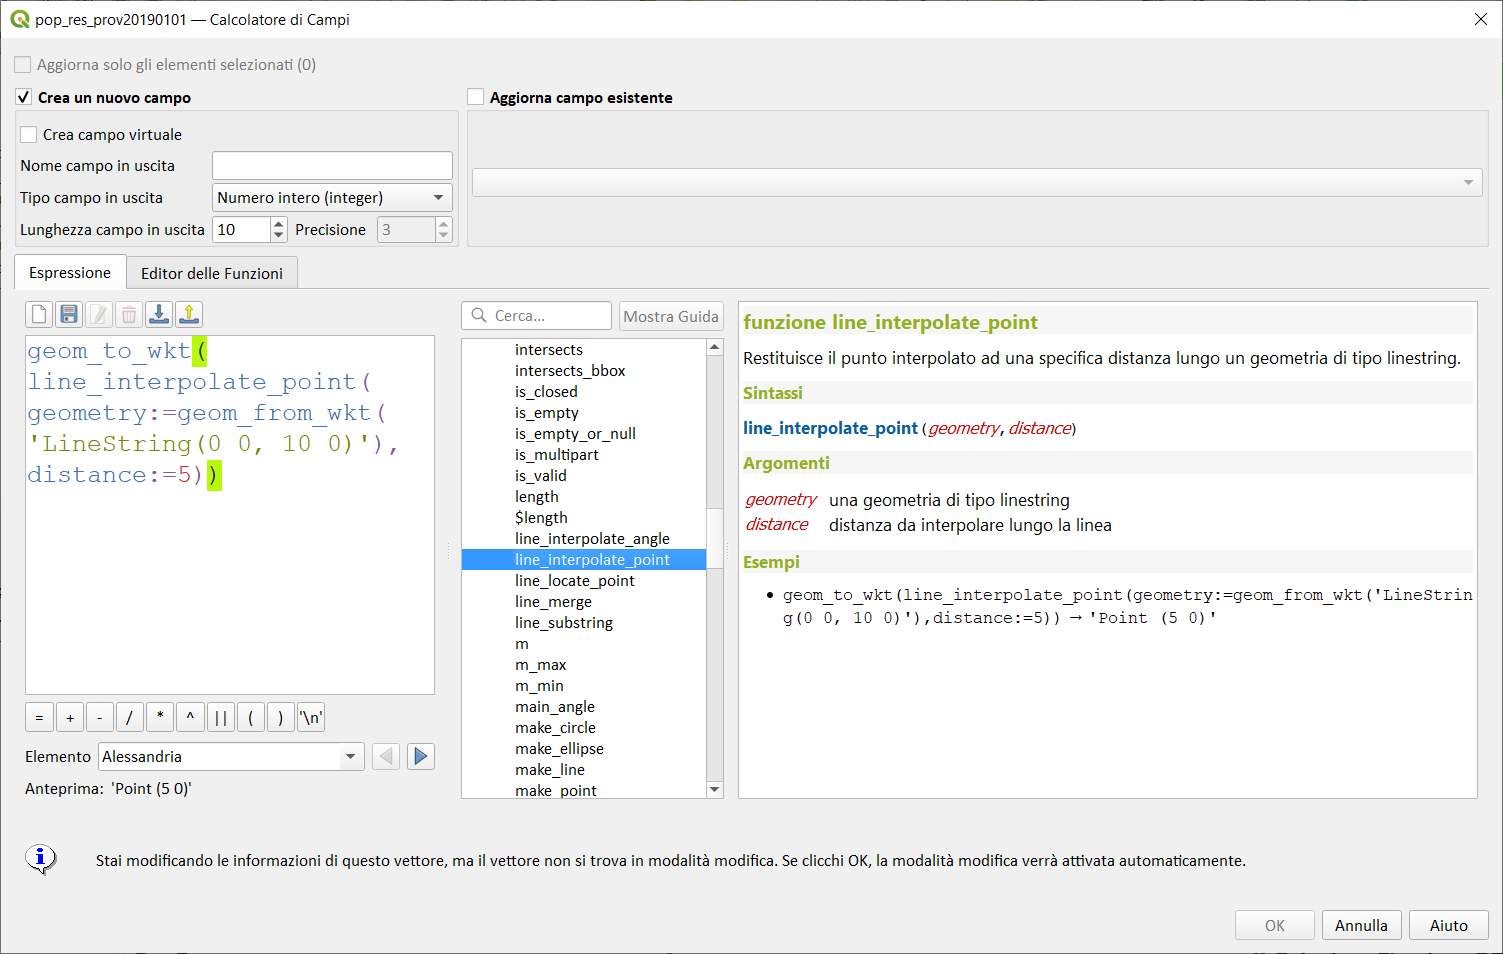 pop_res_prov20190101 — Calcolatore di Campi
Aggiorna solo gli elementi selezionati (0)
Crea un nuovo campo
Aggiorna campo esistente
Crea campo virtuale
Nome campo in uscita
Tipo campo in uscita
Numero intero (integer)
Lunghezza campo in uscita
10
Precisione
3
Espressione
Editor delle Funzioni
Cerca...
Mostra Guida
geom_to_wkt(
line_interpolate_point(
geometry:=geom_from_wkt(
'LineString(0 0, 10 0)'),
distance:=5))
= + - / * ^ || ( ) '\n'
Elemento
Alessandria
Anteprima: 'Point (5 0)'
intersects
intersects_bbox
is_closed
is_empty
is_empty_or_null
is_multipart
is_valid
length
$length
line_interpolate_angle
line_interpolate_point
line_locate_point
line_merge
line_substring
m
m_max
m_min
main_angle
make_circle
make_ellipse
make_line
make_point
funzione line_interpolate_point
Restituisce il punto interpolato ad una specifica distanza lungo un geometria di tipo linestring.
Sintassi
line_interpolate_point(geometry, distance)
Argomenti
geometry una geometria di tipo linestring
distance distanza da interpolare lungo la linea
Esempi
• geom_to_wkt(line_interpolate_point(geometry:=geom_from_wkt('LineStrin
g(0 0, 10 0)'),distance:=5)) → 'Point (5 0)'
Stai modificando le informazioni di questo vettore, ma il vettore non si trova in modalità modifica. Se clicchi OK, la modalità modifica verrà attivata automaticamente.
OK
Annulla
Aiuto